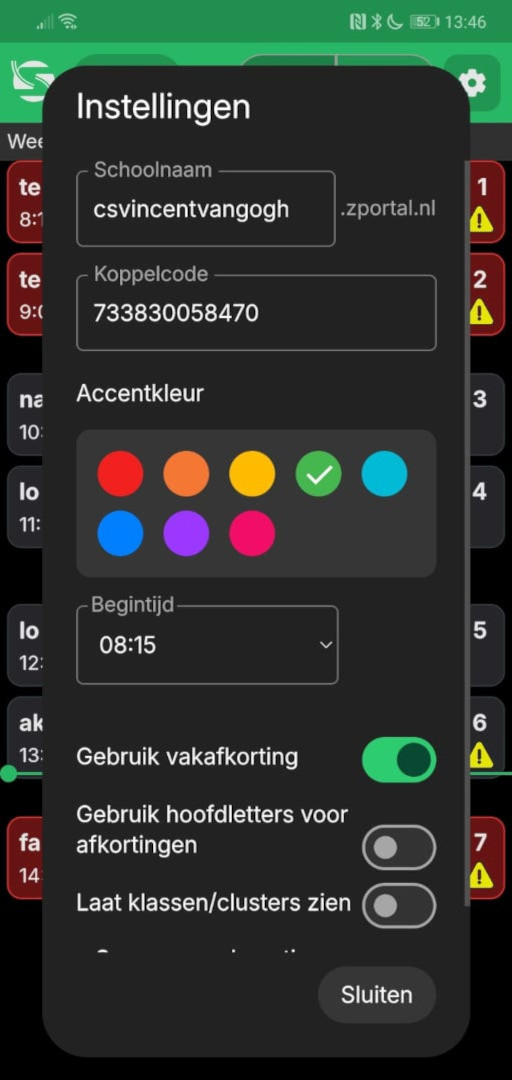 52 13:46
Instellingen
Wee
Schoolnaam
csvincentvangogh .zportal.nl
te 1
8:1
Koppelcode
733830058470
te 2
9:0
Accentkleur
na 3
10:
lo 4
11:
Begintijd
08:15
lo 5
12:
ak 6
13:
Gebruik vakafkorting
Gebruik hoofdletters voor
afkortingen
fa 7
14:
Laat klassen/clusters zien
Sluiten